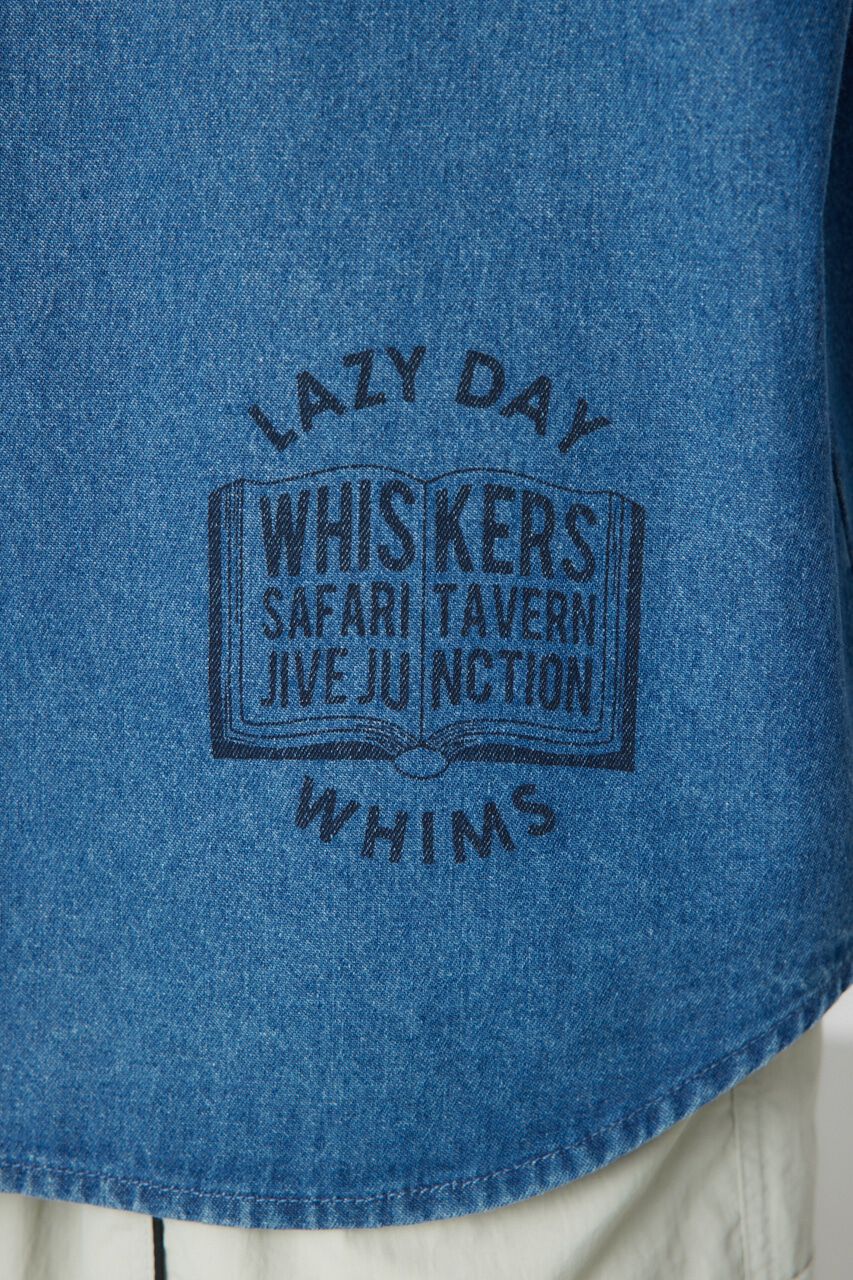 LAZY DAY
WHISKERS
SAFARI TAVERN
JIVE JUNCTION
WHIMS